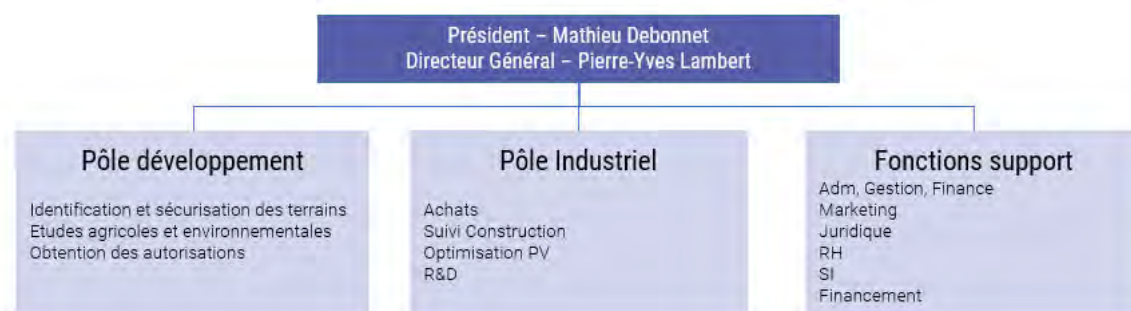 Président – Mathieu Debonnet
Directeur Général – Pierre-Yves Lambert
Pôle développement
Identification et sécurisation des terrains
Etudes agricoles et environnementales
Obtention des autorisations
Pôle Industriel
Achats
Suivi Construction
Optimisation PV
R&D
Fonctions support
Adm, Gestion, Finance
Marketing
Juridique
RH
SI
Financement